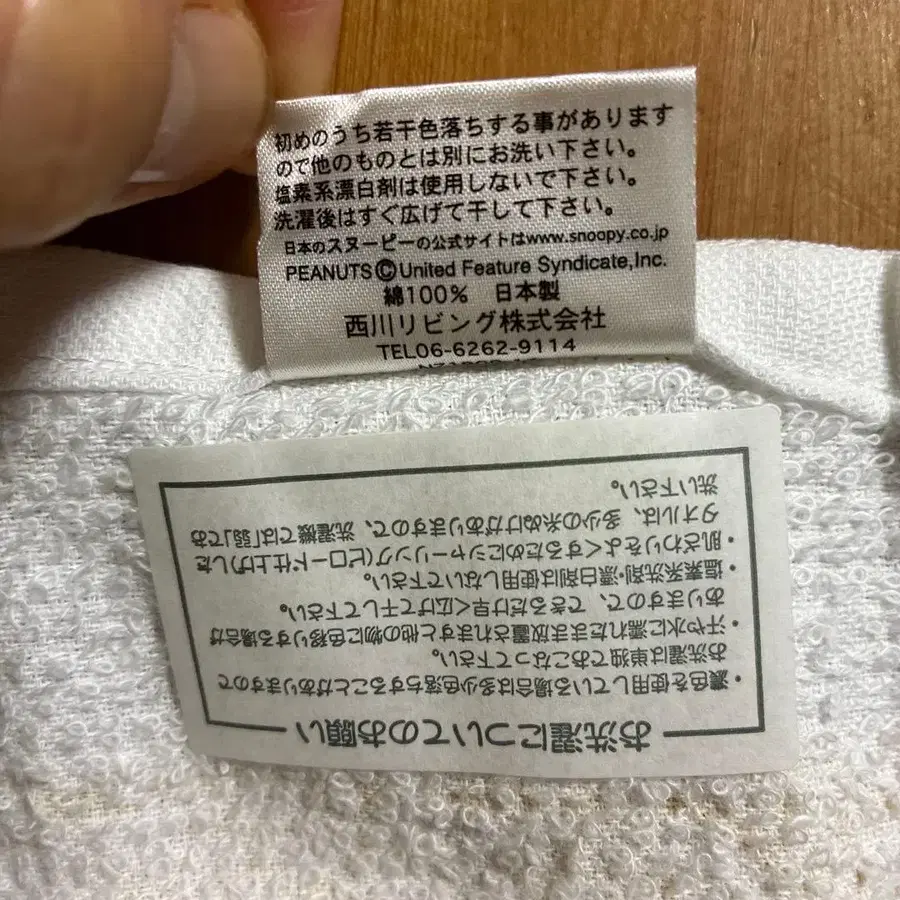 初めのうち若干色落ちする事があります
ので他のものとは別にお洗い下さい。
塩素系漂白剤は使用しないで下さい。
洗濯後はすぐ広げて干して下さい。
日本のスヌーピーの公式サイトはwww.snoopy.co.jp
PEANUTS©United Feature Syndicate,Inc.
綿100% 日本製
西川リビング株式会社
TEL06-6262-9114
お洗濯についてのお願い
・濃色を使用している場合は多少色落ちすることがありますので
お洗濯は単独でおこなって下さい。
・汗や水に濡れたまま放置されますと他の物に色移りする場合が
ありますので、できるだけ早く広げて干して下さい。
・塩素系洗剤・漂白剤は使用しないで下さい。
・肌ざわりをよくするためにシャーリング(ビロード仕上げ)した
タオルは、多少の糸ぬけがありますので、洗濯機では「弱」でお
洗い下さい。